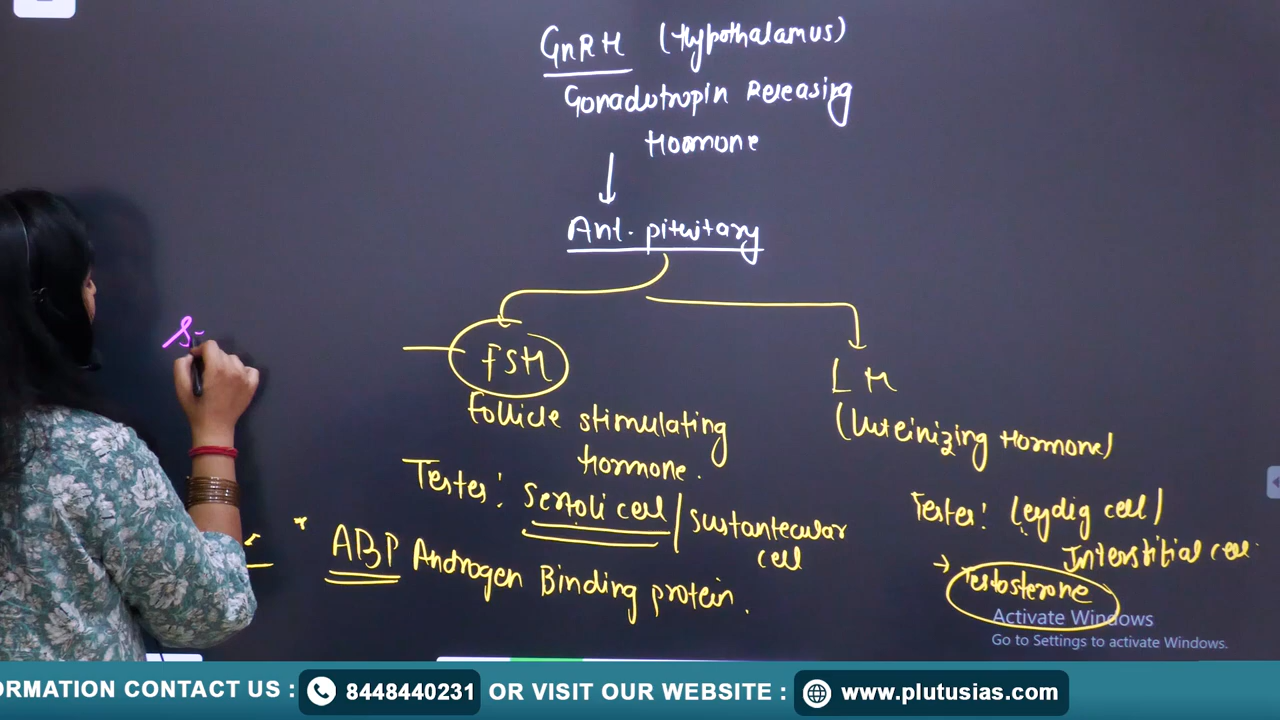 GnRH (Hypothalamus)
Gonadotropin Releasing
Hormone
Ant. pituitary
FSH
Follicle stimulating
hormone.
Testes: Sertoli cell / Sustantecular
cell
* ABP Androgen Binding protein.
LH
(Luteinizing Hormone)
Testes: (Leydig cell)
Interstitial cell
→ Testosterone
Activate Windows
Go to Settings to activate Windows.
ORMATION CONTACT US : 8448440231 OR VISIT OUR WEBSITE : www.plutusias.com